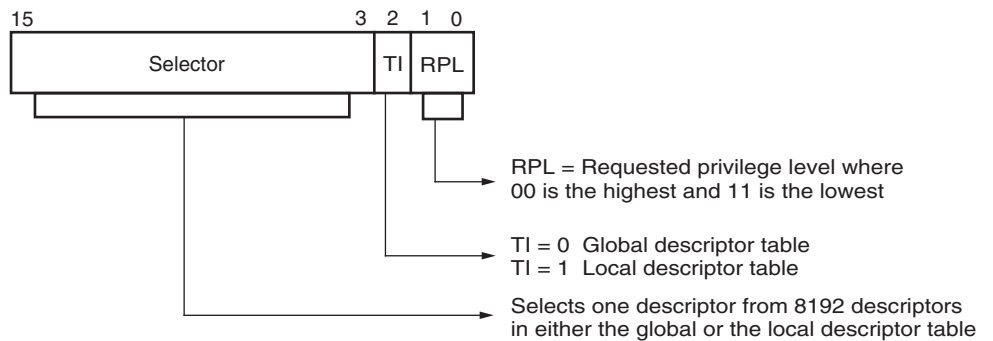 15 3 2 1 0
Selector TI RPL
RPL = Requested privilege level where
00 is the highest and 11 is the lowest
TI = 0 Global descriptor table
TI = 1 Local descriptor table
Selects one descriptor from 8192 descriptors
in either the global or the local descriptor table